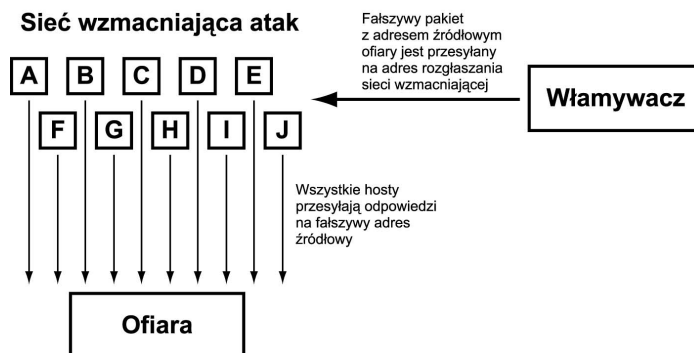 Sieć wzmacniająca atak
Fałszywy pakiet
z adresem źródłowym
ofiary jest przesyłany
na adres rozgłaszania
sieci wzmacniającej
A B C D E
Włamywacz
F G H I J
Wszystkie hosty
przesyłają odpowiedzi
na fałszywy adres
źródłowy
Ofiara